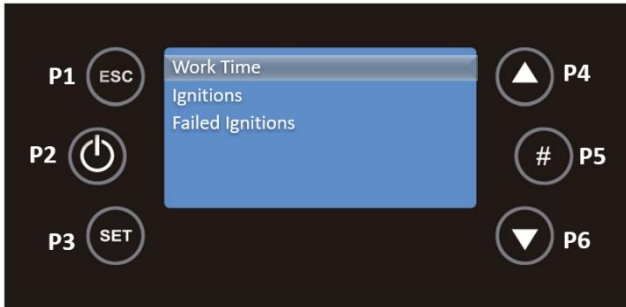 P1 ESC
P2
P3 SET
Work Time
Ignitions
Failed Ignitions
P4
# P5
P6